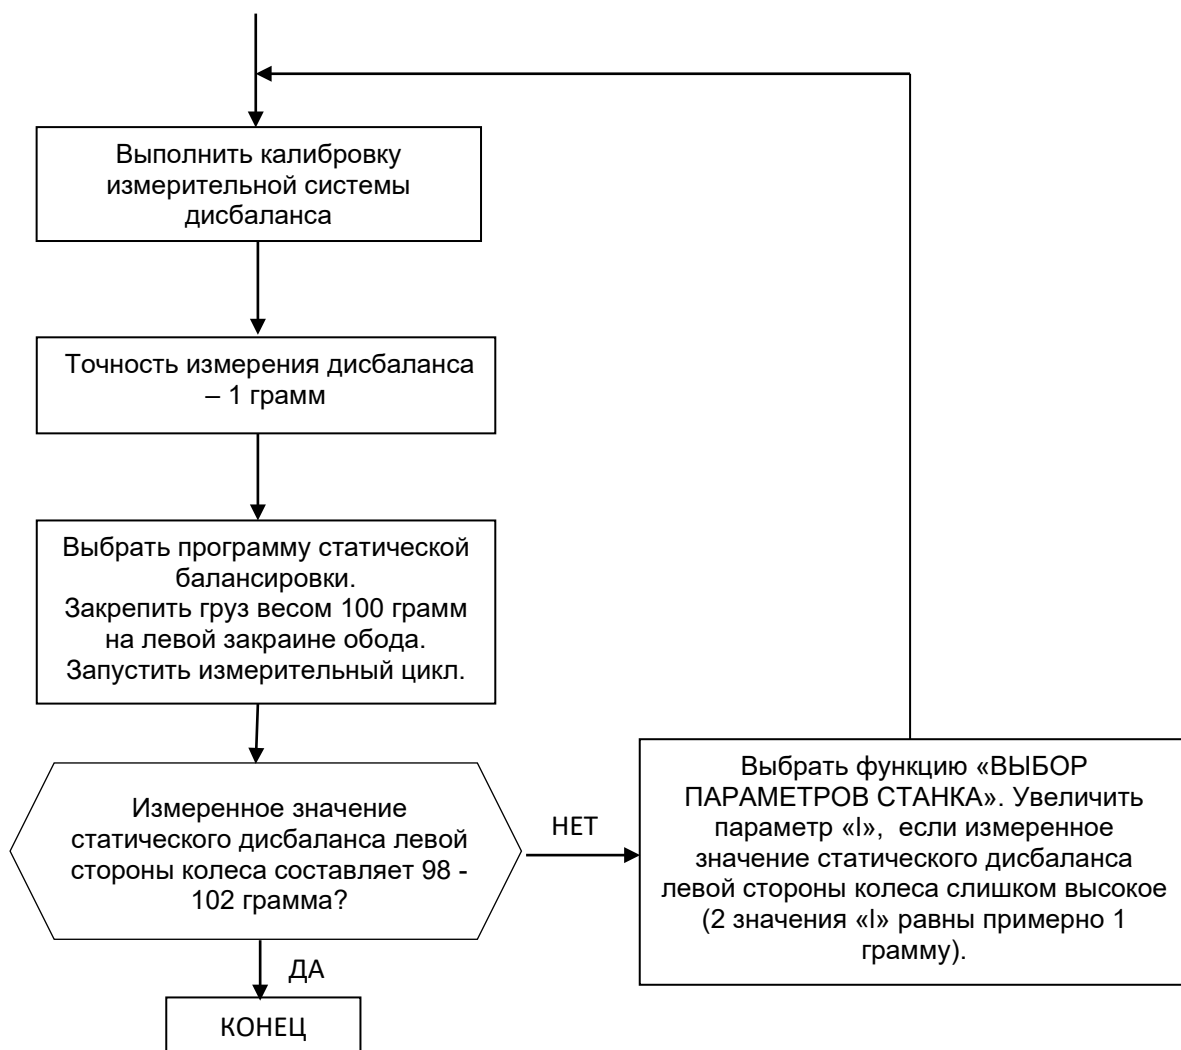 Выполнить калибровку
измерительной системы
дисбаланса
Точность измерения дисбаланса
– 1 грамм
Выбрать программу статической
балансировки.
Закрепить груз весом 100 грамм
на левой закраине обода.
Запустить измерительный цикл.
Измеренное значение
статического дисбаланса левой
стороны колеса составляет 98 -
102 грамма?
НЕТ
Выбрать функцию «ВЫБОР
ПАРАМЕТРОВ СТАНКА». Увеличить
параметр «I», если измеренное
значение статического дисбаланса
левой стороны колеса слишком высокое
(2 значения «I» равны примерно 1
грамму).
ДА
КОНЕЦ